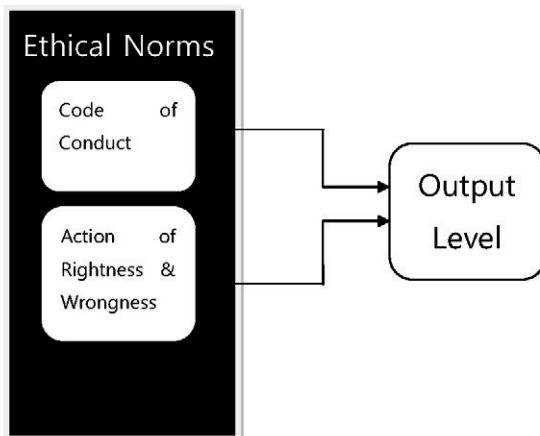 Ethical Norms
Code of
Conduct
Action of
Rightness &
Wrongness
Output
Level